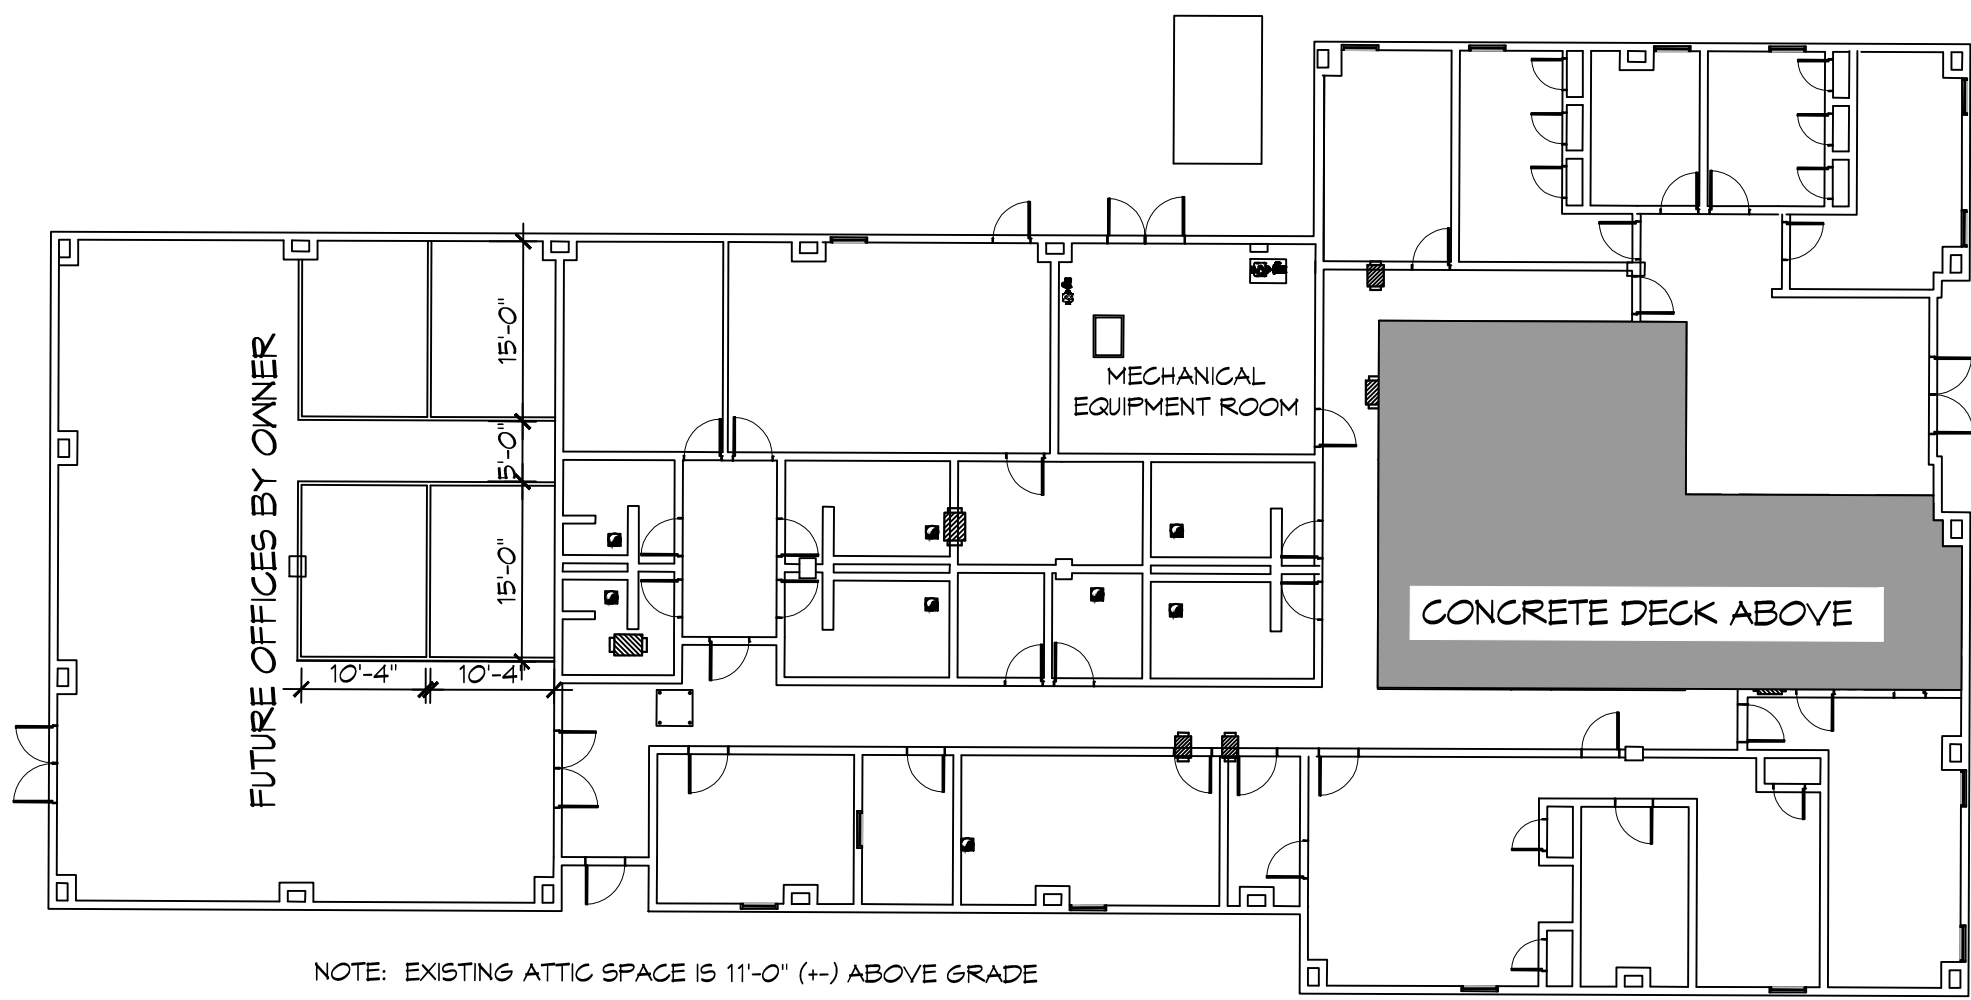 15'-0"
MECHANICAL
EQUIPMENT ROOM
FUTURE OFFICES BY OWNER
5'-0"
15'-0"
CONCRETE DECK ABOVE
10'-4" 10'-4"
NOTE: EXISTING ATTIC SPACE IS 11'-0" (+-) ABOVE GRADE